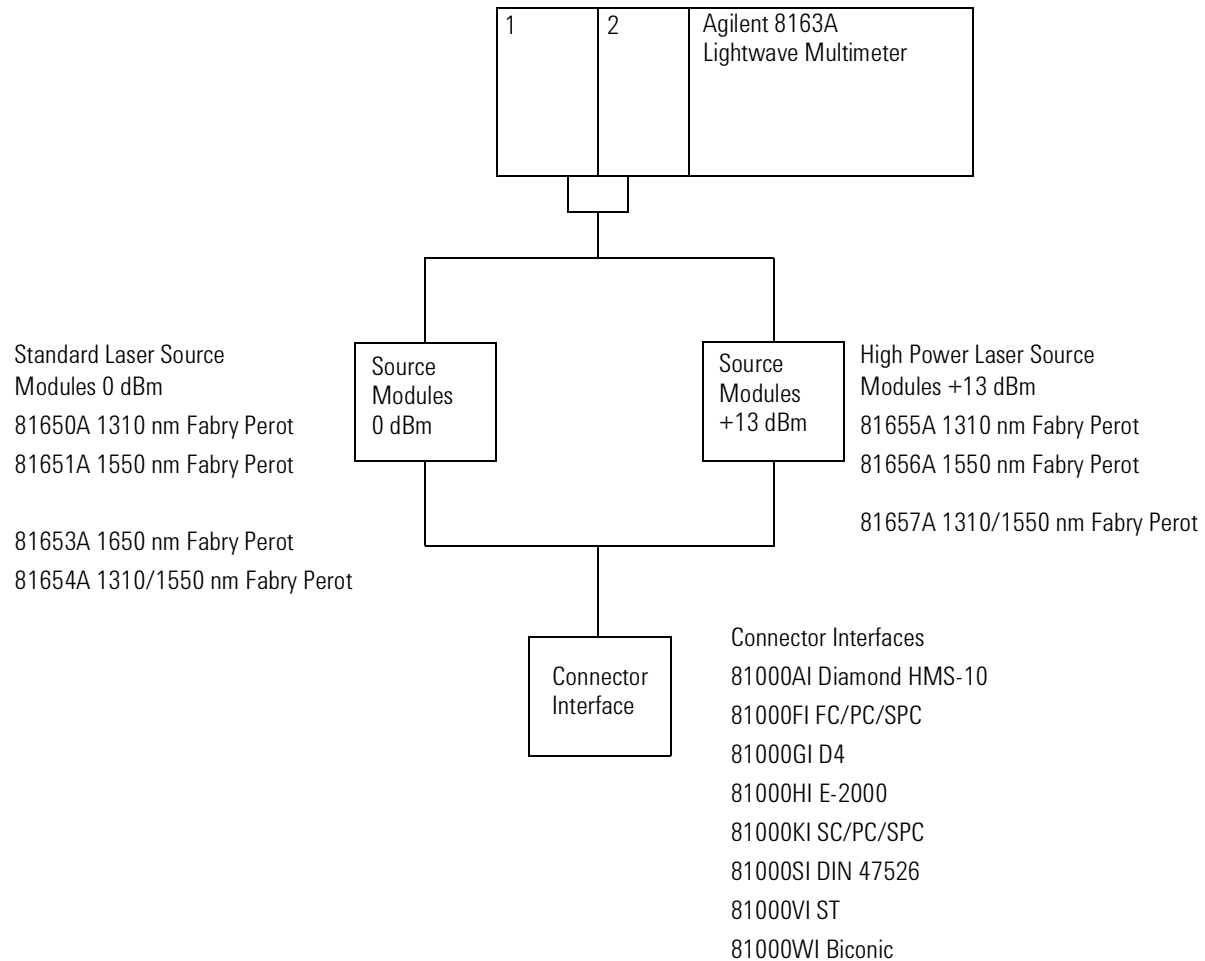 1
2
Agilent 8163A
Lightwave Multimeter
Standard Laser Source
Modules 0 dBm
81650A 1310 nm Fabry Perot
81651A 1550 nm Fabry Perot
81653A 1650 nm Fabry Perot
81654A 1310/1550 nm Fabry Perot
Source
Modules
0 dBm
Source
Modules
+13 dBm
High Power Laser Source
Modules +13 dBm
81655A 1310 nm Fabry Perot
81656A 1550 nm Fabry Perot
81657A 1310/1550 nm Fabry Perot
Connector
Interface
Connector Interfaces
81000AI Diamond HMS-10
81000FI FC/PC/SPC
81000GI D4
81000HI E-2000
81000KI SC/PC/SPC
81000SI DIN 47526
81000VI ST
81000WI Biconic